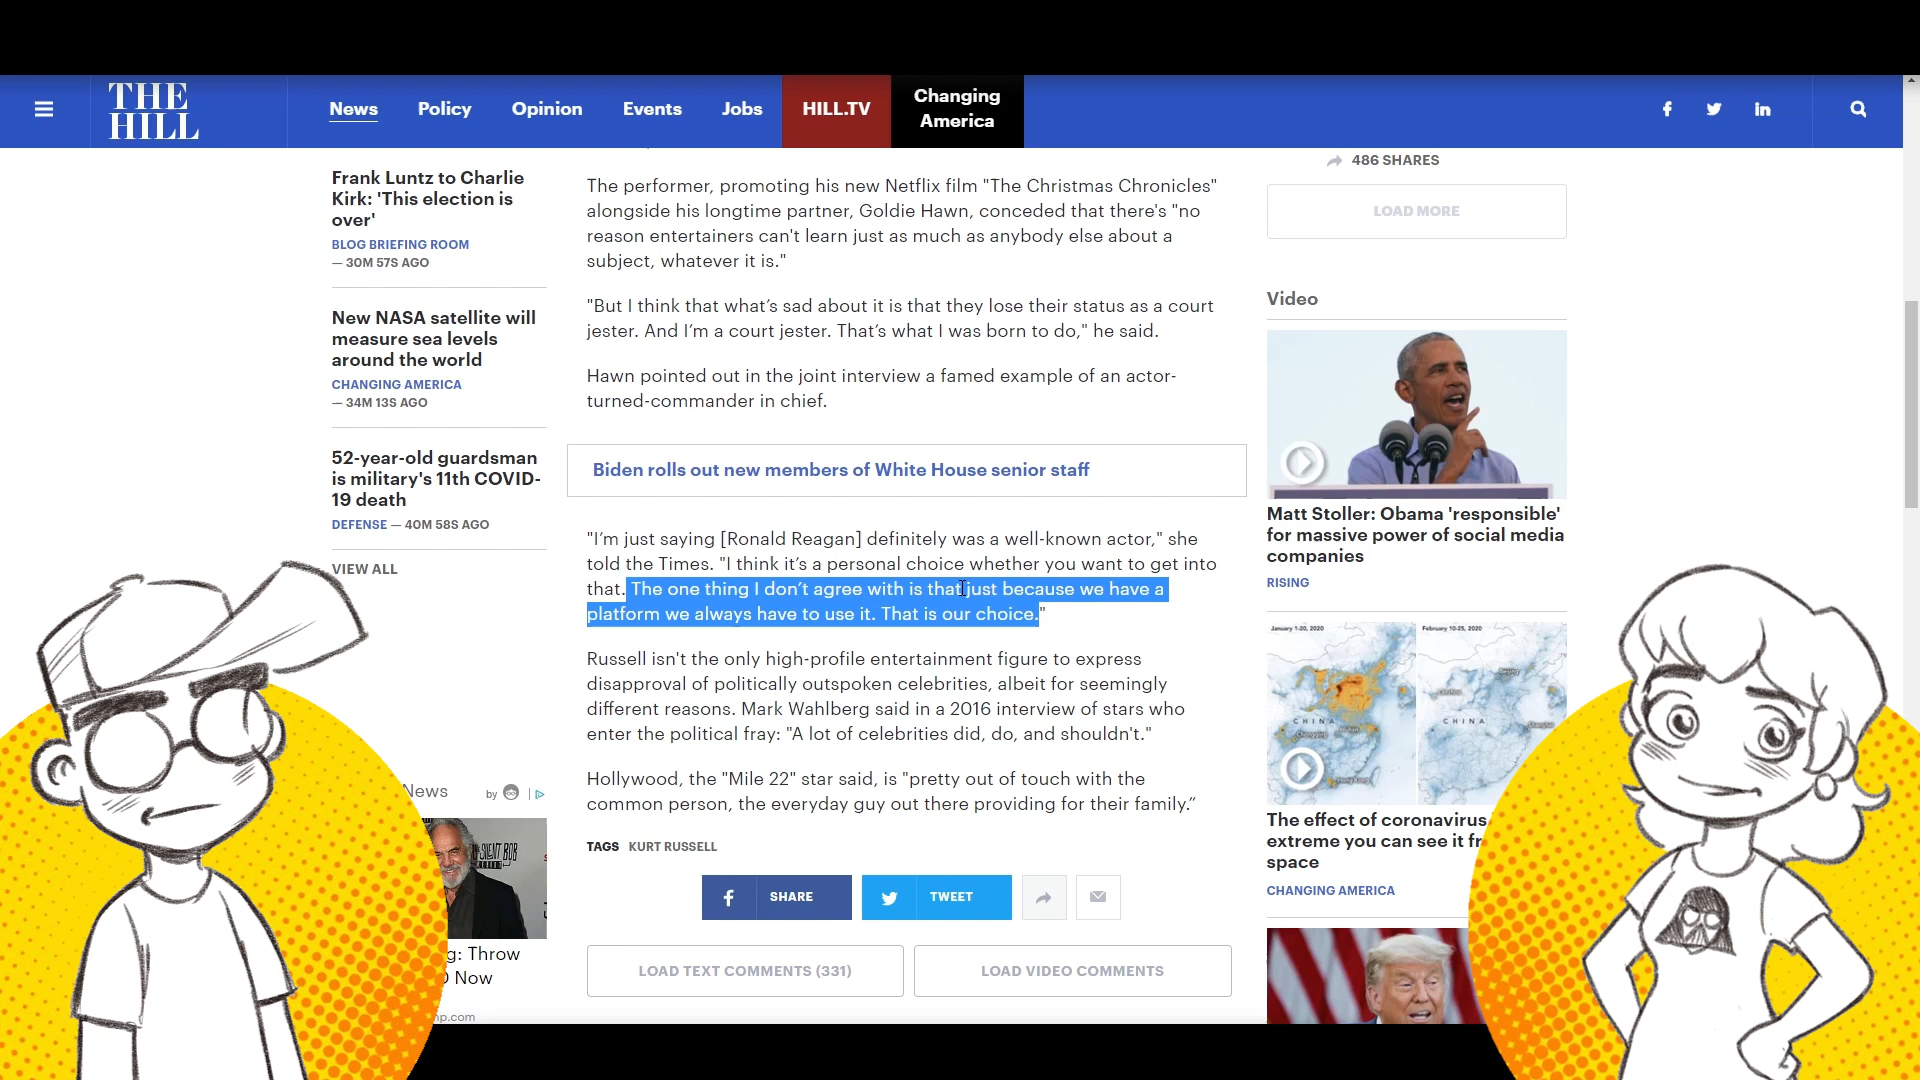 THE
HILL
News
Policy
Opinion
Events
Jobs
HILL.TV
Changing
America
Frank Luntz to Charlie
Kirk: 'This election is
over'
BLOG BRIEFING ROOM
— 30M 57S AGO
New NASA satellite will
measure sea levels
around the world
CHANGING AMERICA
— 34M 13S AGO
52-year-old guardsman
is military's 11th COVID-
19 death
DEFENSE — 40M 58S AGO
VIEW ALL
News
by
g: Throw
Now
mp.com
The performer, promoting his new Netflix film "The Christmas Chronicles"
alongside his longtime partner, Goldie Hawn, conceded that there's "no
reason entertainers can't learn just as much as anybody else about a
subject, whatever it is."
"But I think that what’s sad about it is that they lose their status as a court
jester. And I’m a court jester. That’s what I was born to do," he said.
Hawn pointed out in the joint interview a famed example of an actor-
turned-commander in chief.
Biden rolls out new members of White House senior staff
"I’m just saying [Ronald Reagan] definitely was a well-known actor," she
told the Times. "I think it’s a personal choice whether you want to get into
that. The one thing I don’t agree with is that just because we have a
platform we always have to use it. That is our choice."
Russell isn't the only high-profile entertainment figure to express
disapproval of politically outspoken celebrities, albeit for seemingly
different reasons. Mark Wahlberg said in a 2016 interview of stars who
enter the political fray: "A lot of celebrities did, do, and shouldn't."
Hollywood, the "Mile 22" star said, is "pretty out of touch with the
common person, the everyday guy out there providing for their family.”
TAGS KURT RUSSELL
SHARE
TWEET
LOAD TEXT COMMENTS (331)
LOAD VIDEO COMMENTS
486 SHARES
LOAD MORE
Video
Matt Stoller: Obama 'responsible'
for massive power of social media
companies
RISING
January 1-20, 2020
February 10-25, 2020
CHINA
CHINA
The effect of coronavirus
extreme you can see it fr
space
CHANGING AMERICA